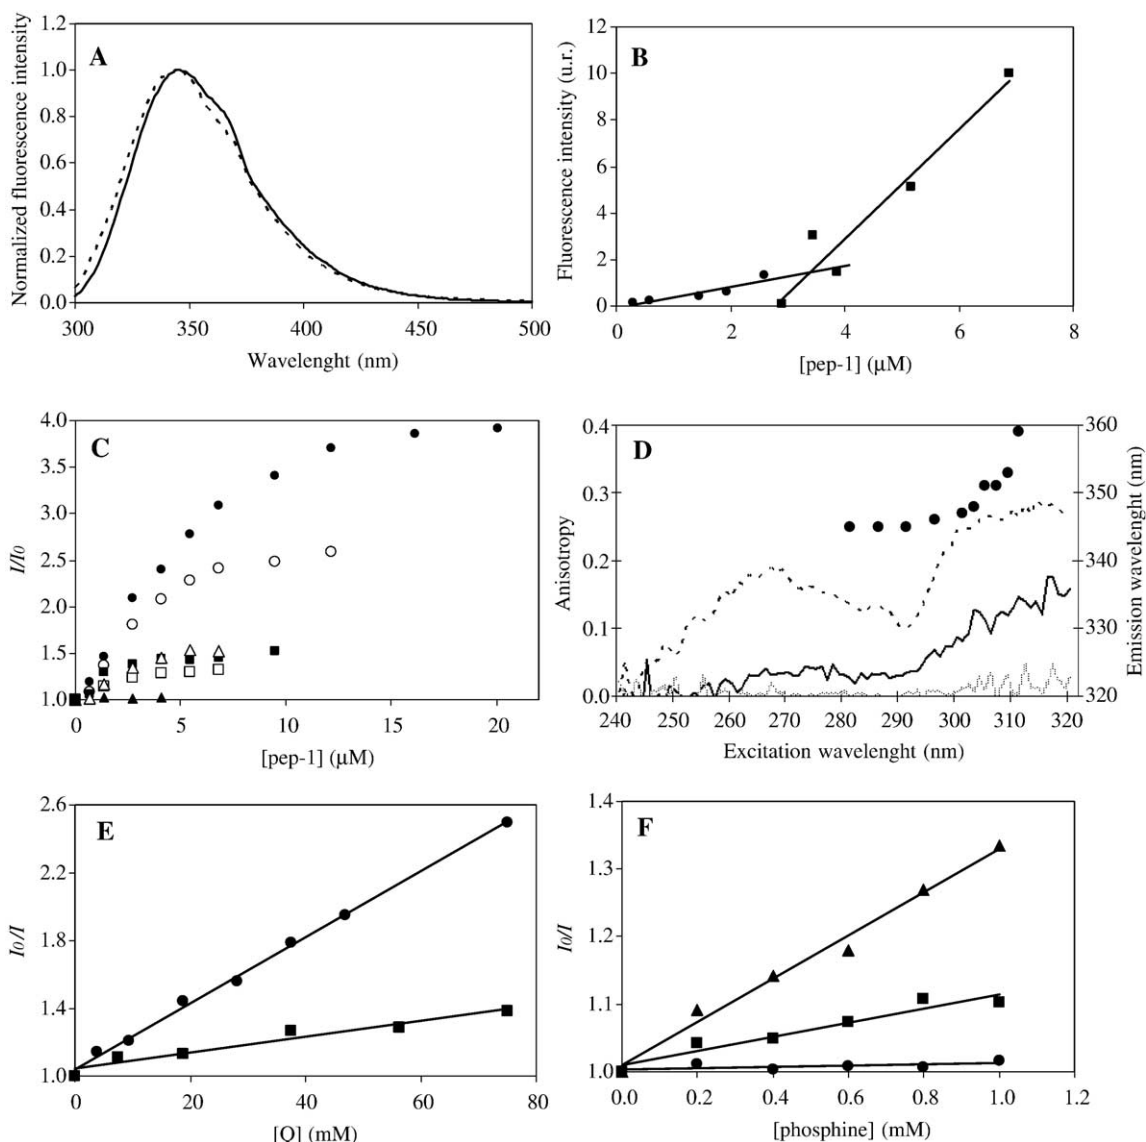 A
Normalized fluorescence intensity
1.2
1.0
0.8
0.6
0.4
0.2
0.0
300 350 400 450 500
Wavelenght (nm)
B
Fluorescence intensity (u.r.)
12
10
8
6
4
2
0
0 2 4 6 8
[pep-1] (μM)
C
I/I0
4.0
3.5
3.0
2.5
2.0
1.5
1.0
0 5 10 15 20
[pep-1] (μM)
D
Anisotropy
0.4
0.3
0.2
0.1
0.0
360
350
340
330
320
Emission wavelenght (nm)
240 250 260 270 280 290 300 310 320
Excitation wavelenght (nm)
E
I0/I
2.6
2.2
1.8
1.4
1.0
0 20 40 60 80
[Q] (mM)
F
I0/I
1.4
1.3
1.2
1.1
1.0
0.0 0.2 0.4 0.6 0.8 1.0 1.2
[phosphine] (mM)